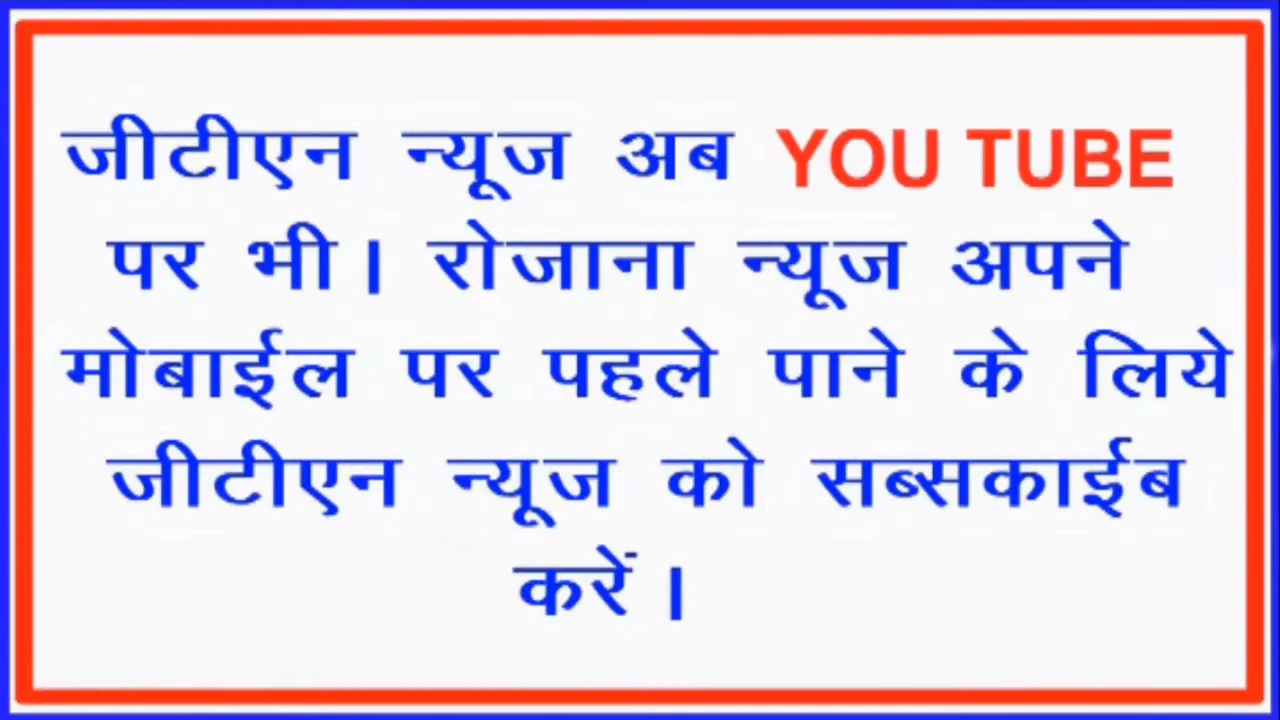 जीटीएन न्यूज अब YOU TUBE
पर भी। रोजाना न्यूज अपने
मोबाईल पर पहले पाने के लिये
जीटीएन न्यूज को सब्सकाईब
करें।